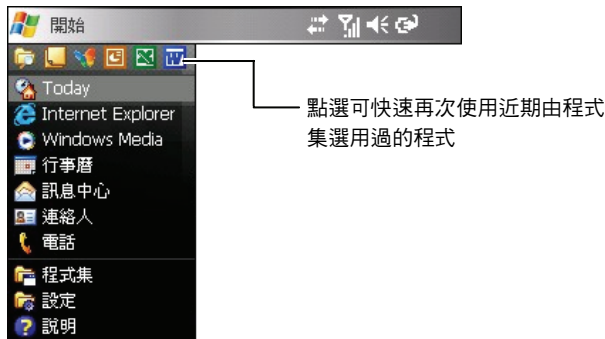 開始
Today
Internet Explorer
Windows Media
行事曆
訊息中心
連絡人
電話
程式集
設定
說明
點選可快速再次使用近期由程式
集選用過的程式